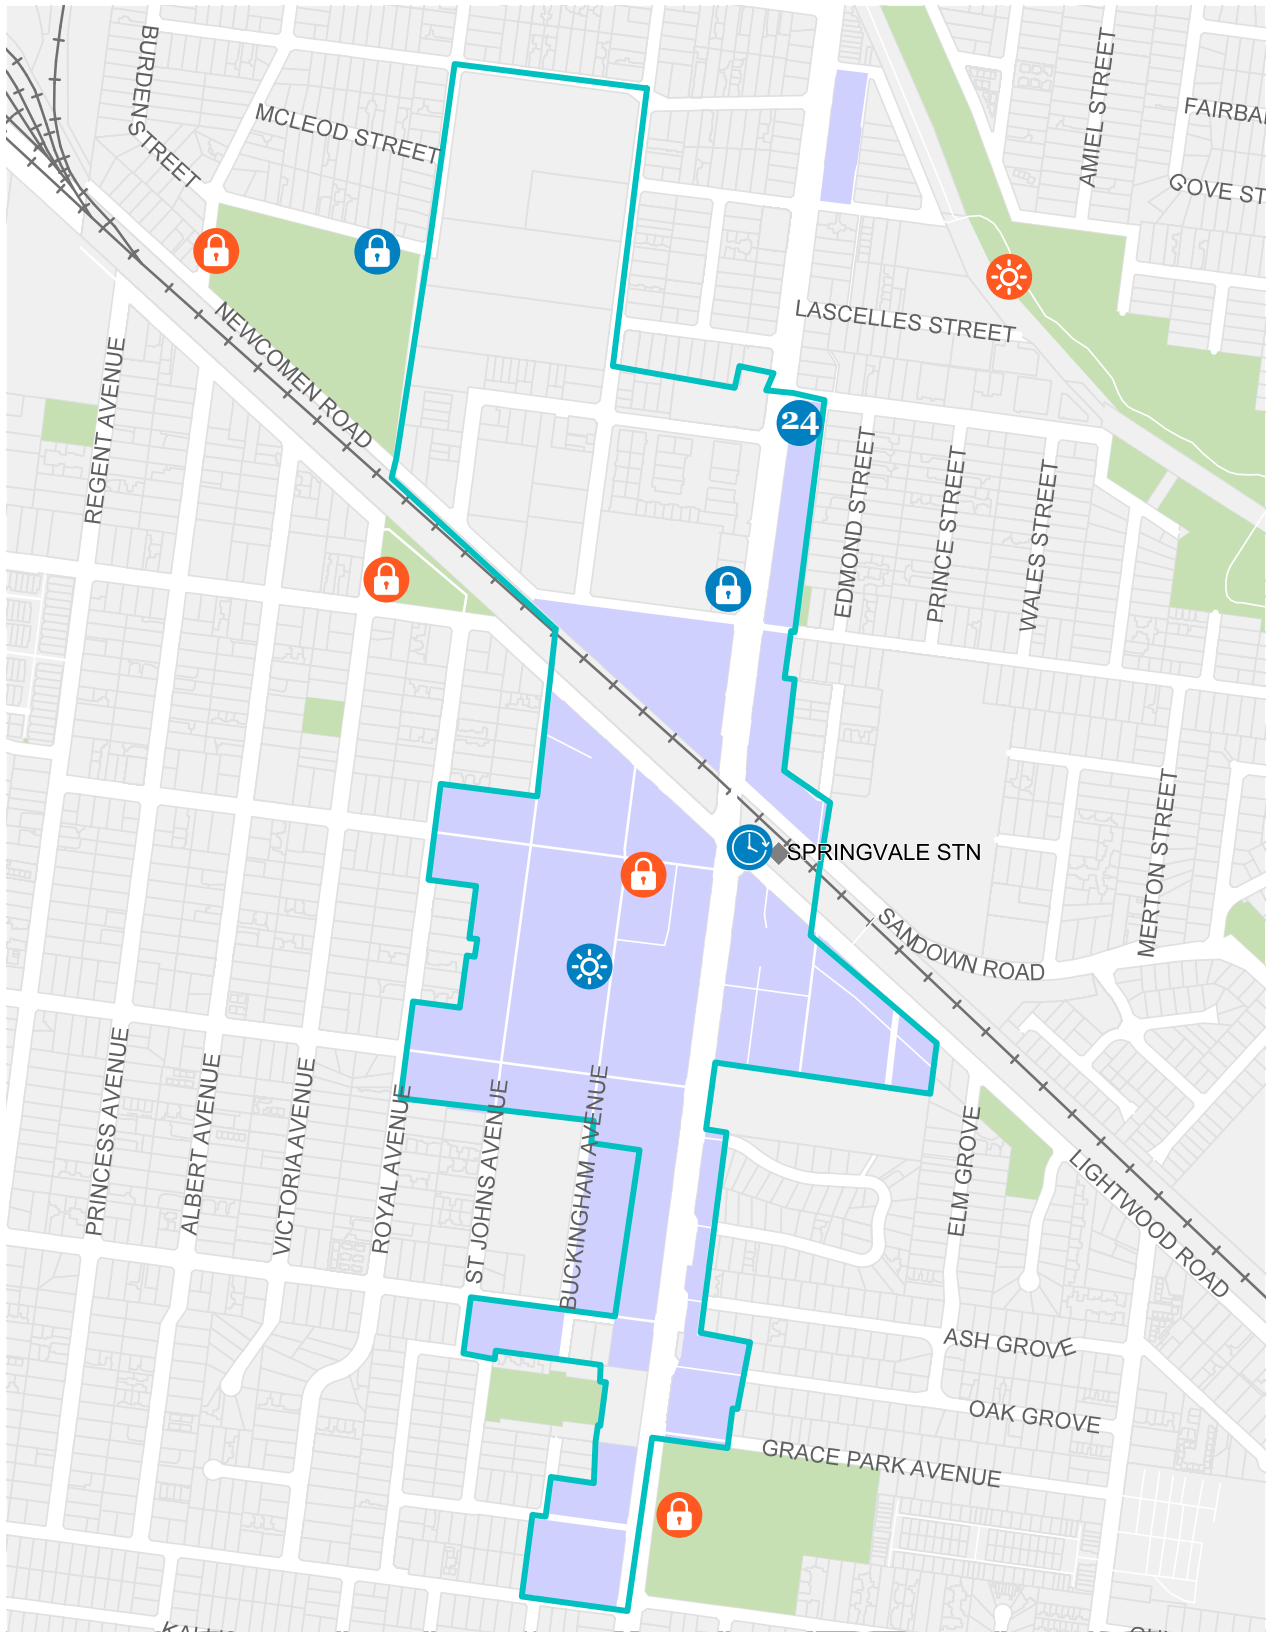 BURDEN STREET
MCLEOD STREET
AMIEL STREET
FAIRBA
GOVE ST
NEWCOMEN ROAD
LASCELLES STREET
REGENT AVENUE
24
EDMOND STREET
PRINCE STREET
WALES STREET
SPRINGVALE STN
MERTON STREET
SANDOWN ROAD
PRINCESS AVENUE
ALBERT AVENUE
VICTORIA AVENUE
ROYAL AVENUE
ST JOHNS AVENUE
BUCKINGHAM AVENUE
ELM GROVE
LIGHTWOOD ROAD
ASH GROVE
OAK GROVE
GRACE PARK AVENUE